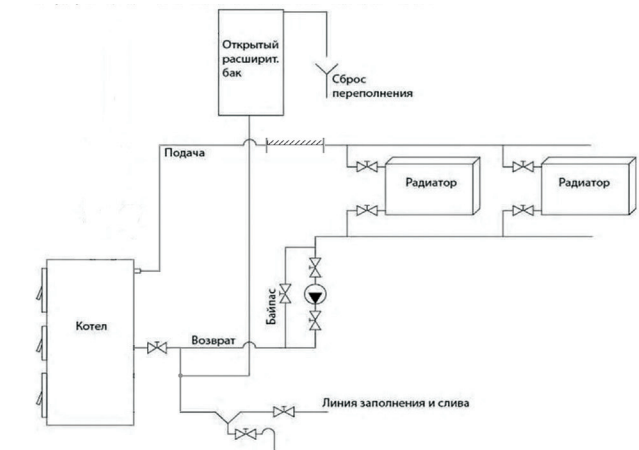 Открытый
расширит.
бак
Сброс
переполнения
Подача
Радиатор
Радиатор
Байпас
Котел
Возврат
Линия заполнения и слива